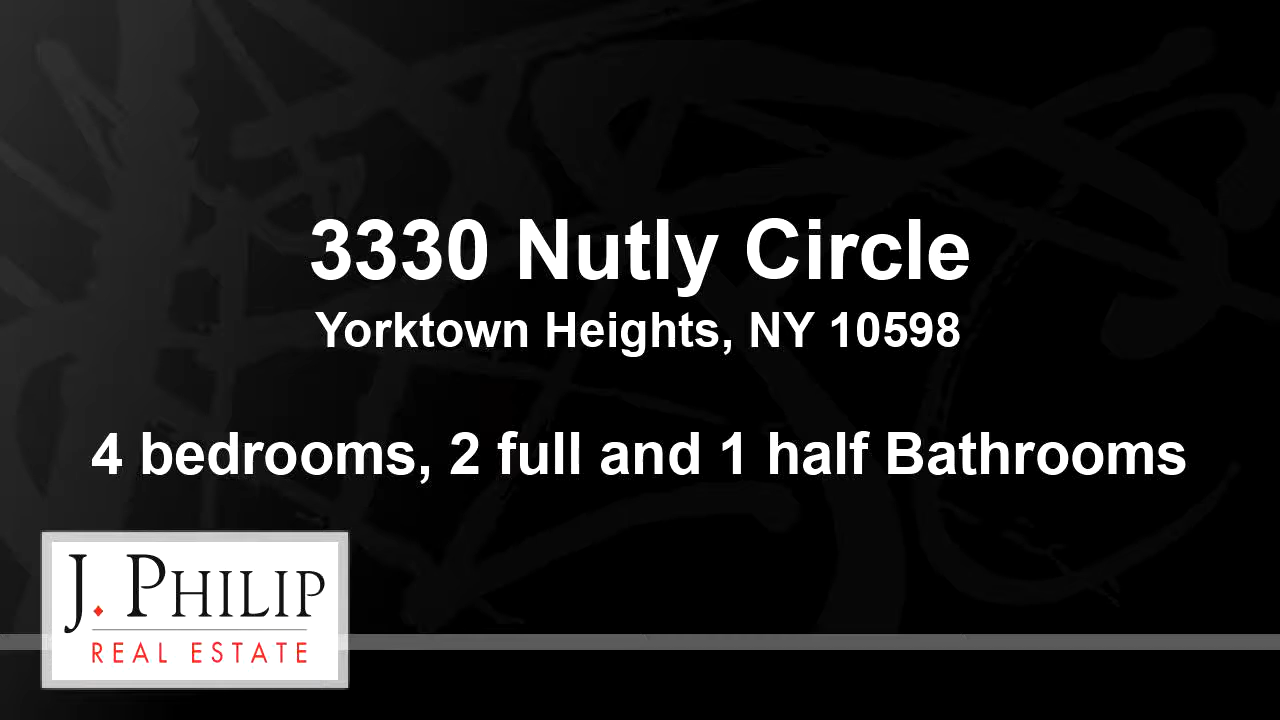 3330 Nutly Circle
Yorktown Heights, NY 10598
4 bedrooms, 2 full and 1 half Bathrooms
J. PHILIP
REAL ESTATE